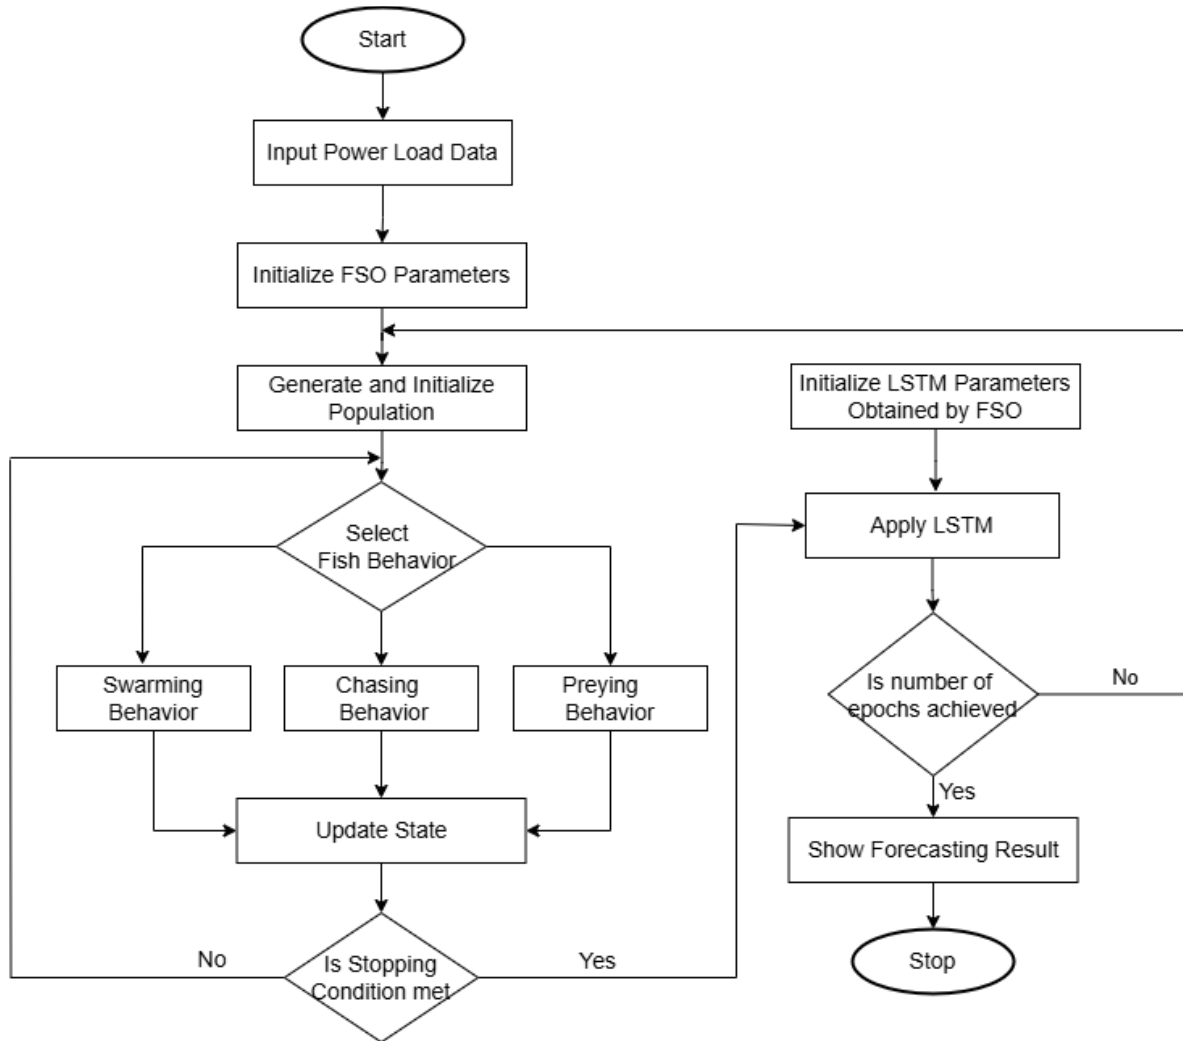 Start
Input Power Load Data
Initialize FSO Parameters
Generate and Initialize
Population
Select
Fish Behavior
Swarming
Behavior
Chasing
Behavior
Preying
Behavior
Update State
Is Stopping
Condition met
No
Yes
Initialize LSTM Parameters
Obtained by FSO
Apply LSTM
Is number of
epochs achieved
No
Yes
Show Forecasting Result
Stop